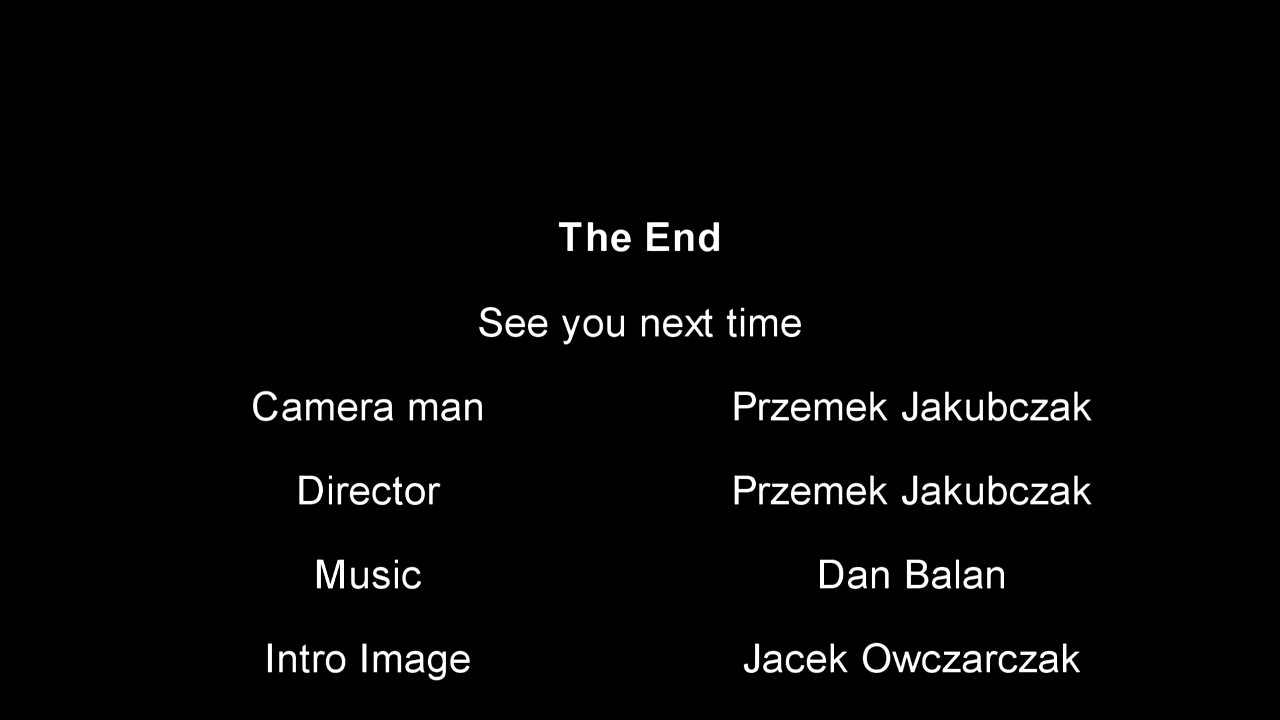 The End
See you next time
Camera man Przemek Jakubczak
Director Przemek Jakubczak
Music Dan Balan
Intro Image Jacek Owczarczak